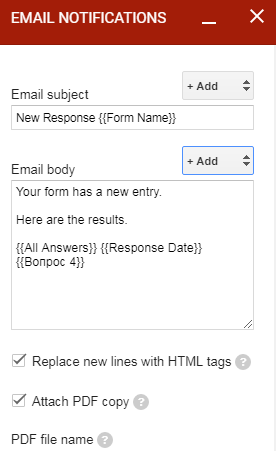 EMAIL NOTIFICATIONS
+ Add
Email subject
New Response {{Form Name}}
+ Add
Email body
Your form has a new entry.
Here are the results.
{{All Answers}} {{Response Date}}
{{Вопрос 4}}
Replace new lines with HTML tags ?
Attach PDF copy ?
PDF file name ?